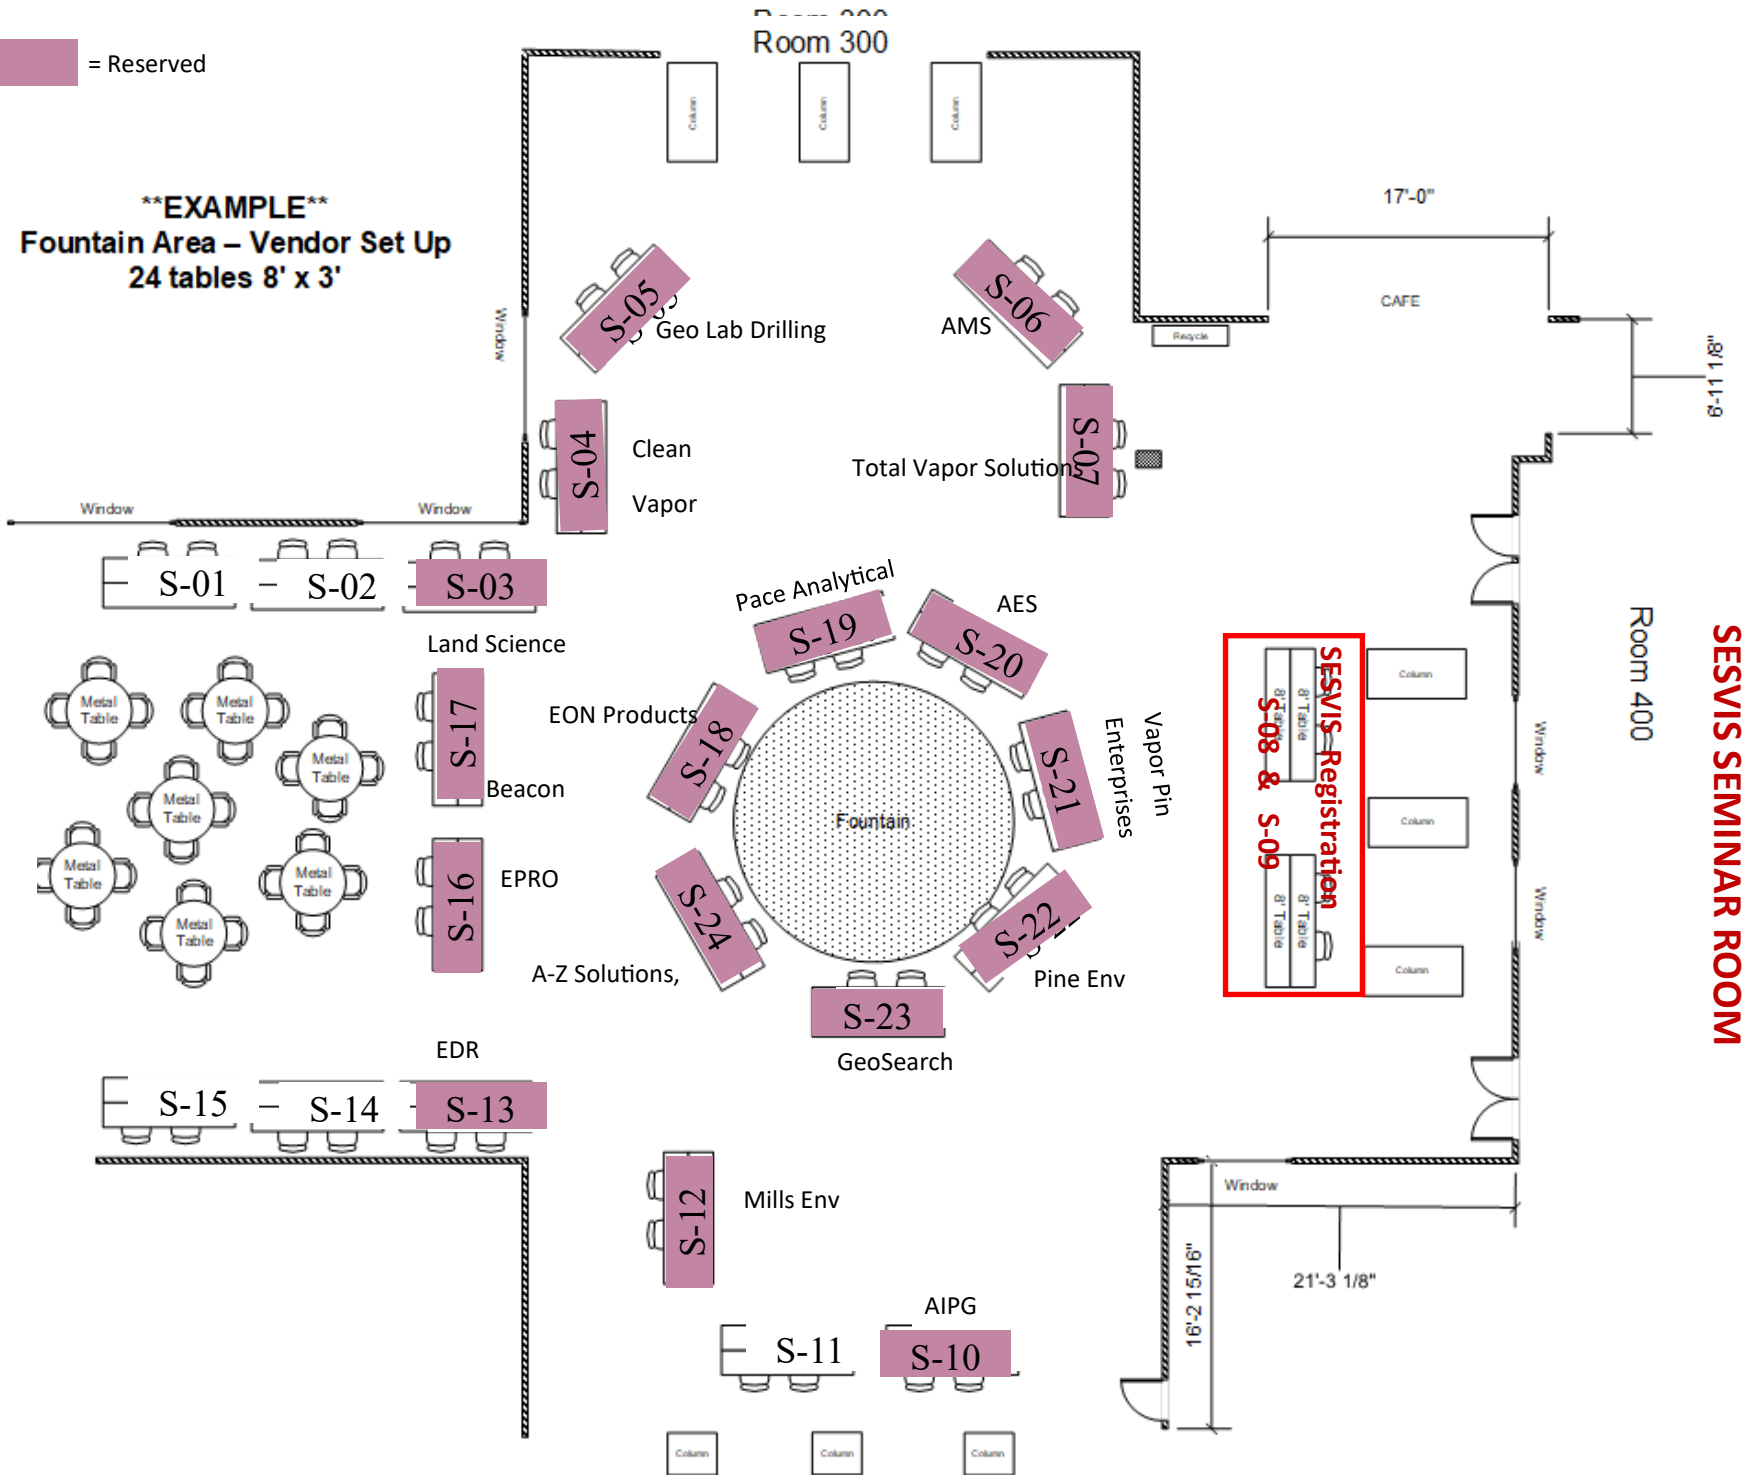 Room 300
= Reserved
**EXAMPLE**
Fountain Area – Vendor Set Up
24 tables 8' x 3'
Column
Column
Column
17'-0"
CAFE
Recycle
6'-11 1/8"
Window
S-05
Geo Lab Drilling
S-06
AMS
S-04
Clean
Vapor
S-07
Total Vapor Solutions
Window
Window
S-01
S-02
S-03
Land Science
Pace Analytical
S-19
AES
S-20
S-17
Beacon
EON Products
S-18
Fountain
S-21
Vapor Pin
Enterprises
Metal
Table
Metal
Table
Metal
Table
Metal
Table
Metal
Table
Metal
Table
Metal
Table
S-16
EPRO
S-24
A-Z Solutions,
S-22
Pine Env
S-23
GeoSearch
SESVIS Registration
S-08 & S-09
8' Table
8' Table
8' Table
8' Table
Column
Column
Column
Window
Window
Room 400
SESVIS SEMINAR ROOM
EDR
S-15
S-14
S-13
S-12
Mills Env
AIPG
S-11
S-10
Window
21'-3 1/8"
16'-2 15/16"
Column
Column
Column